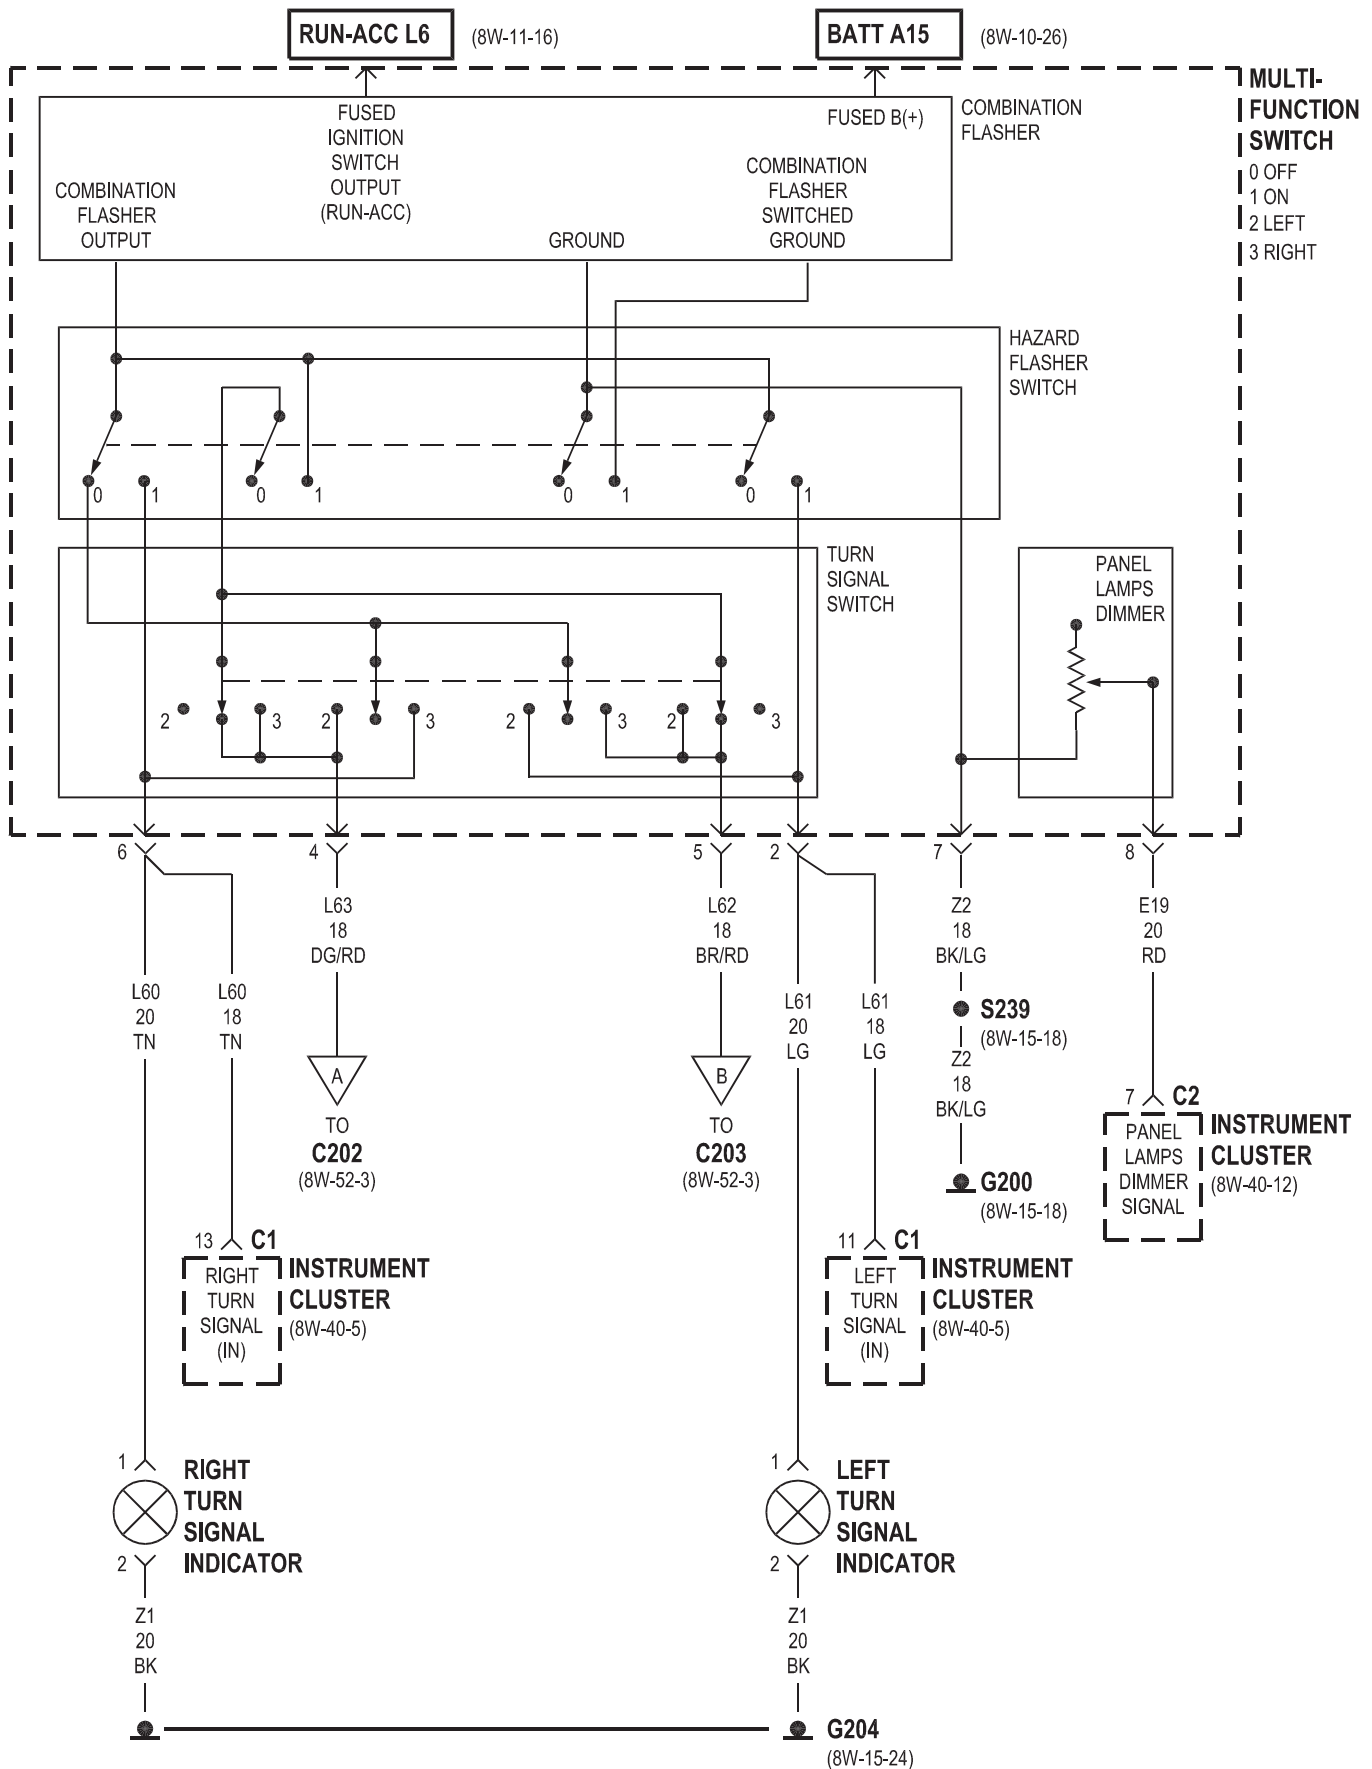 RUN-ACC L6 (8W-11-16)
BATT A15 (8W-10-26)
MULTI-
FUNCTION
SWITCH
0 OFF
1 ON
2 LEFT
3 RIGHT
COMBINATION
FLASHER
FUSED
IGNITION
SWITCH
OUTPUT
(RUN-ACC)
FUSED B(+)
COMBINATION
FLASHER
OUTPUT
GROUND
COMBINATION
FLASHER
SWITCHED
GROUND
HAZARD
FLASHER
SWITCH
0 1 0 1 0 1 0 1
TURN
SIGNAL
SWITCH
PANEL
LAMPS
DIMMER
2 3 2 3 2 3 2 3
6 4 5 2 7 8
L63
18
DG/RD
L62
18
BR/RD
Z2
18
BK/LG
E19
20
RD
L60
20
TN
L60
18
TN
L61
20
LG
L61
18
LG
S239
(8W-15-18)
Z2
18
BK/LG
A
TO
C202
(8W-52-3)
B
TO
C203
(8W-52-3)
G200
(8W-15-18)
7 C2
PANEL
LAMPS
DIMMER
SIGNAL
INSTRUMENT
CLUSTER
(8W-40-12)
13 C1
RIGHT
TURN
SIGNAL
(IN)
INSTRUMENT
CLUSTER
(8W-40-5)
11 C1
LEFT
TURN
SIGNAL
(IN)
INSTRUMENT
CLUSTER
(8W-40-5)
1
RIGHT
TURN
SIGNAL
INDICATOR
2
1
LEFT
TURN
SIGNAL
INDICATOR
2
Z1
20
BK
Z1
20
BK
G204
(8W-15-24)